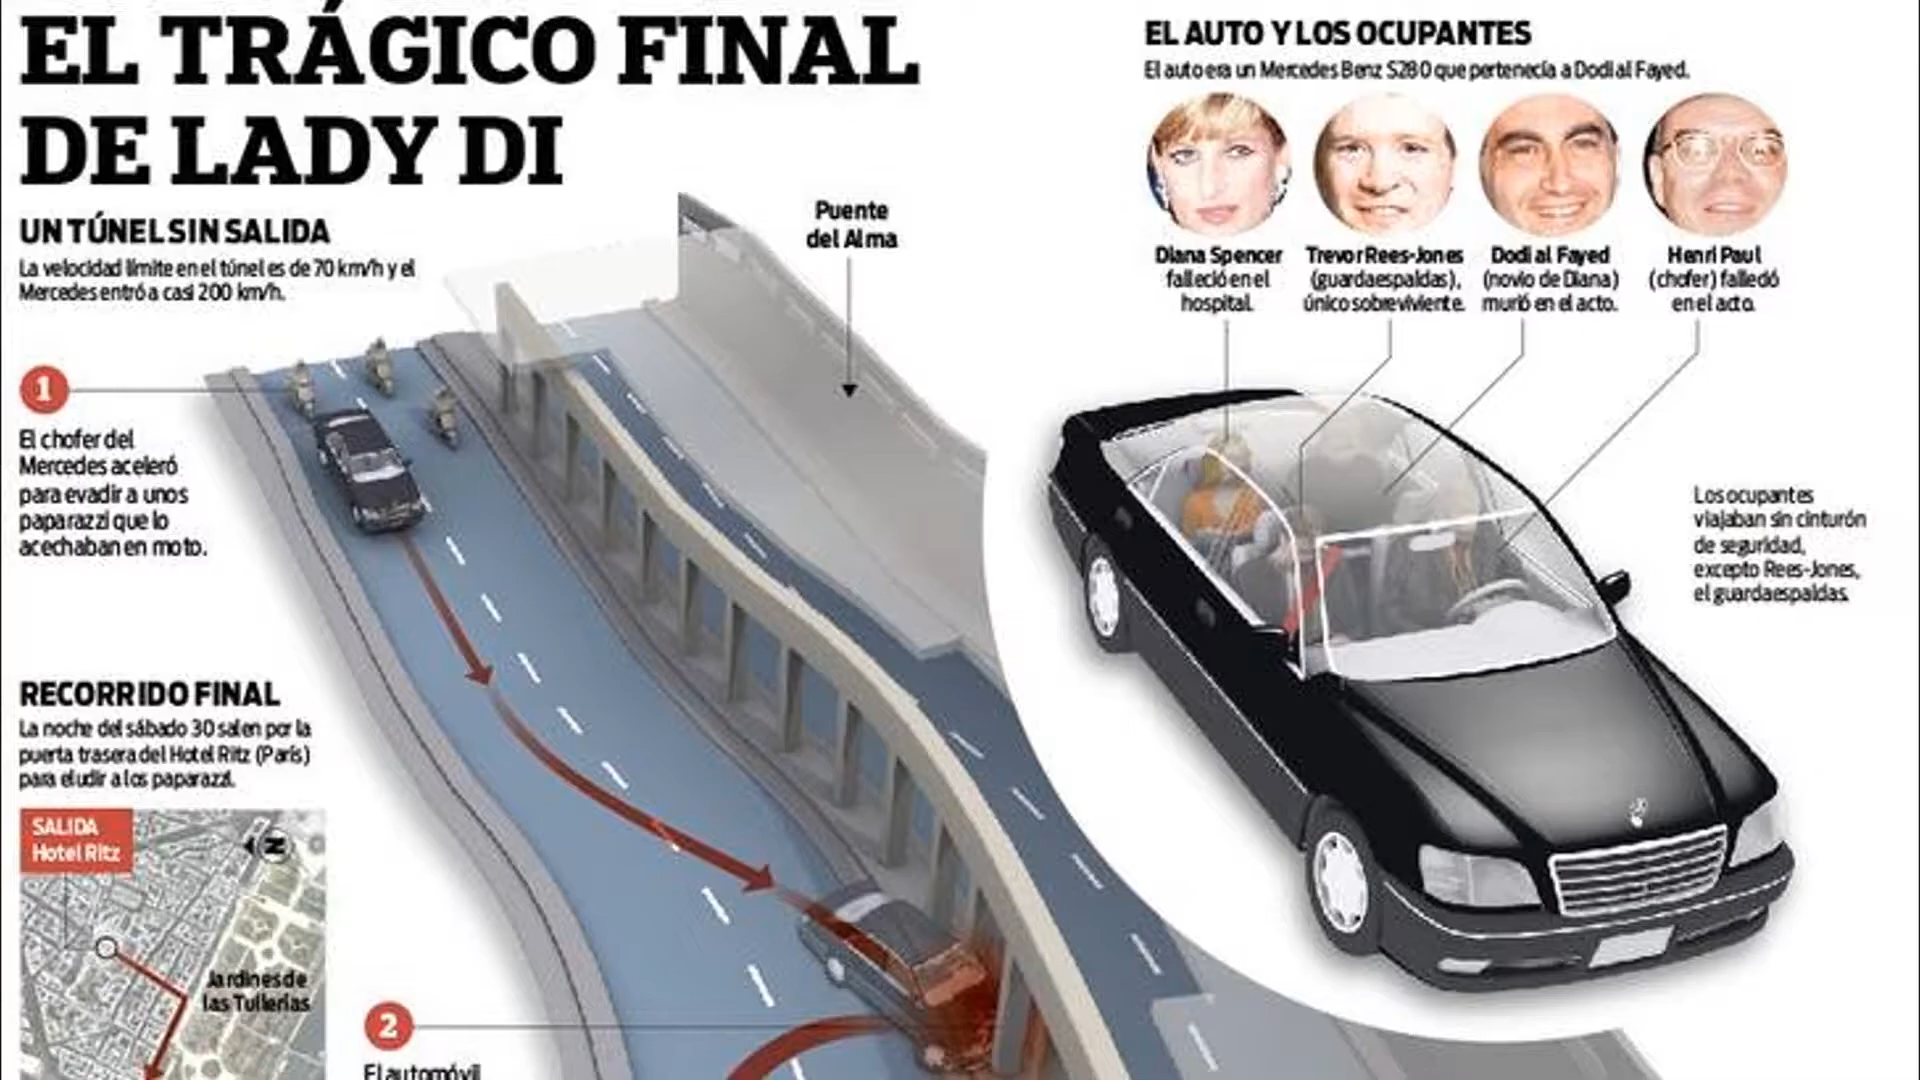 EL TRÁGICO FINAL
DE LADY DI
UN TÚNEL SIN SALIDA
La velocidad límite en el túnel es de 70 km/h y el
Mercedes entró a casi 200 km/h.
1
El chofer del
Mercedes aceleró
para evadir a unos
paparazzi que lo
acechaban en moto.
Puente
del Alma
RECORRIDO FINAL
La noche del sábado 30 salen por la
puerta trasera del Hotel Ritz (París)
para eludir a los paparazzi.
SALIDA
Hotel Ritz
N
Jardines de
las Tullerías
2
El automóvil
EL AUTO Y LOS OCUPANTES
El auto era un Mercedes Benz S280 que pertenecía a Dodi al Fayed.
Diana Spencer
falleció en el
hospital.
Trevor Rees-Jones
(guardaespaldas),
único sobreviviente.
Dodi al Fayed
(novio de Diana)
murió en el acto.
Henri Paul
(chofer) falleció
en el acto.
Los ocupantes
viajaban sin cinturón
de seguridad,
excepto Rees-Jones,
el guardaespaldas.